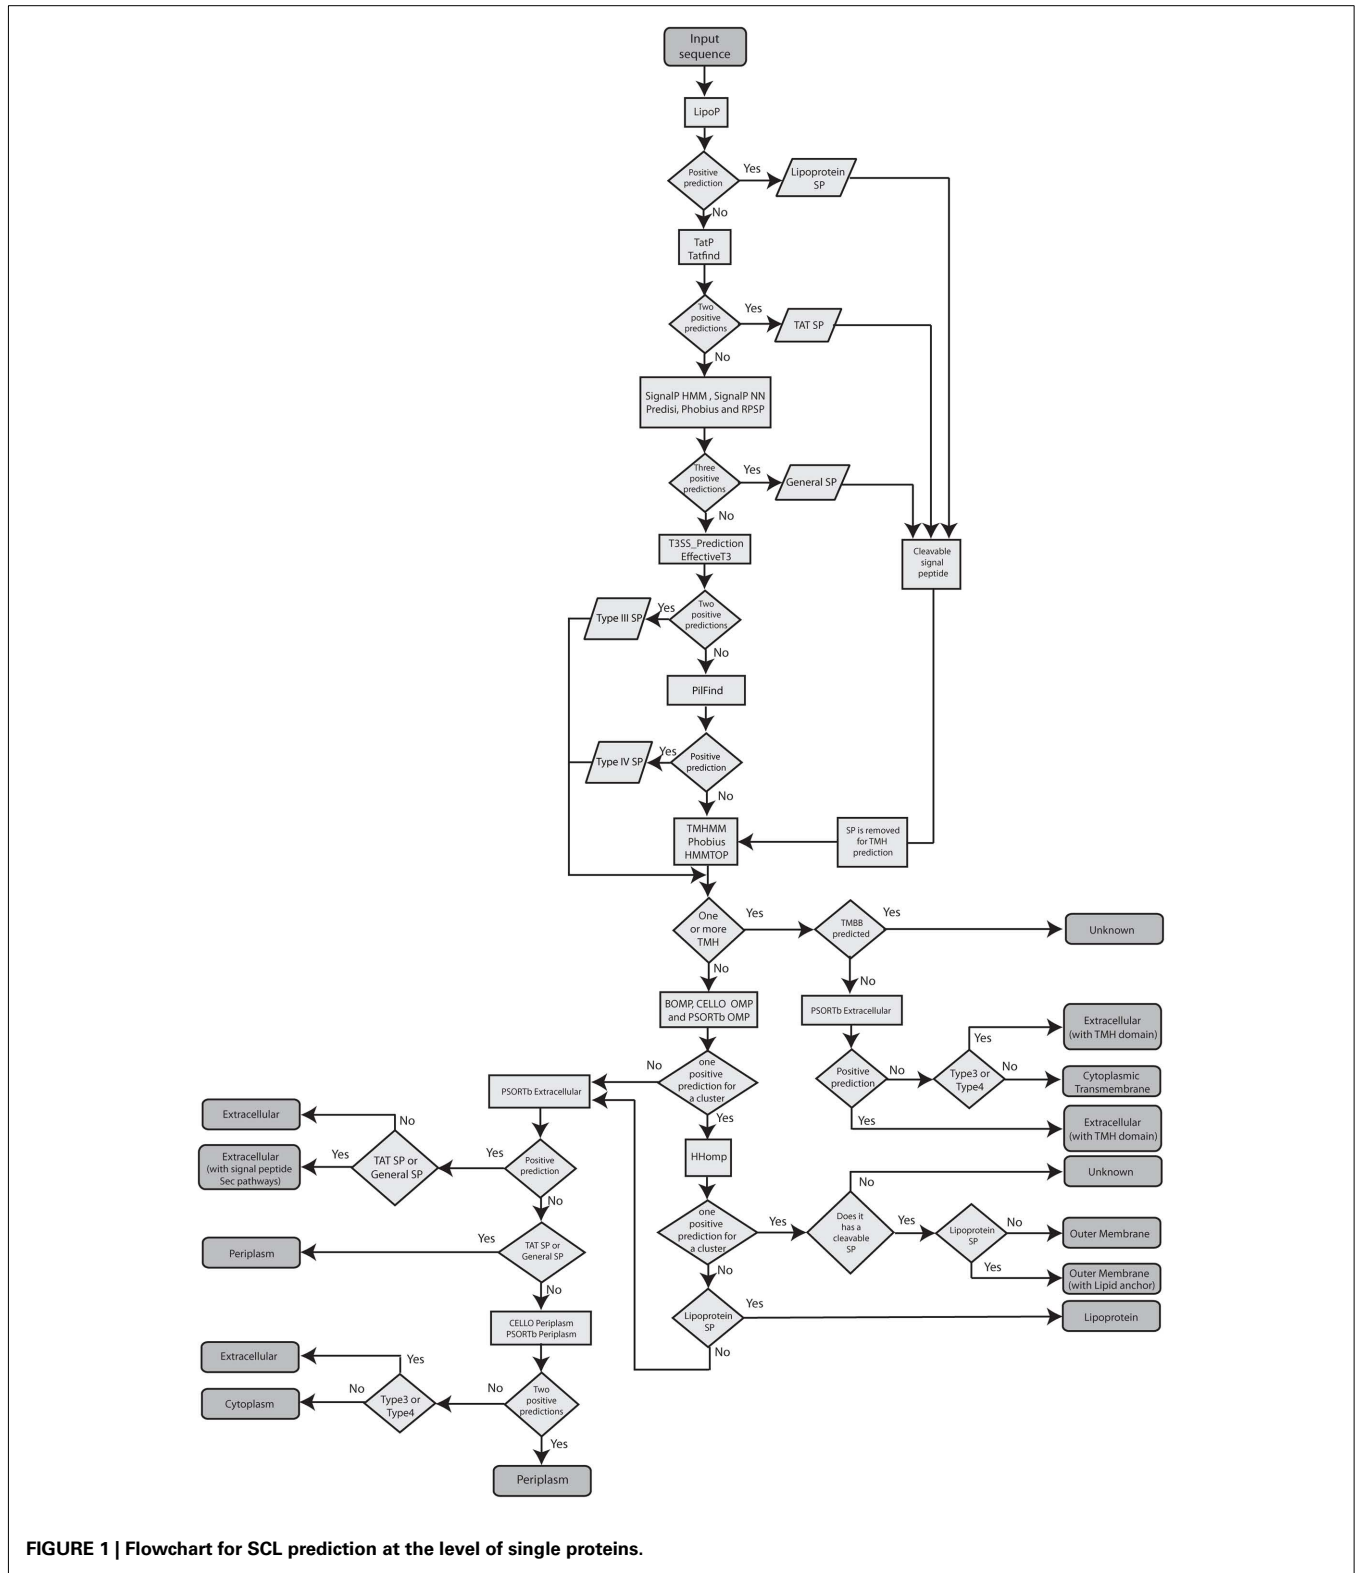 Input
sequence
LipoP
Positive
prediction
Yes
Lipoprotein
SP
No
TatP
Tatfind
Two
positive
predictions
Yes
TAT SP
No
SignalP HMM , SignalP NN
Predisi, Phobius and RPSP
Three
positive
predictions
Yes
General SP
No
T3SS_Prediction
EffectiveT3
Cleavable
signal
peptide
Two
positive
predictions
Yes
Type III SP
No
PilFind
Positive
prediction
Yes
Type IV SP
No
TMHMM
Phobius
HMMTOP
SP is removed
for TMH
prediction
One
or more
TMH
Yes
TMBB
predicted
Yes
Unknown
No
No
BOMP, CELLO OMP
and PSORTb OMP
PSORTb Extracellular
Extracellular
(with TMH domain)
Yes
one
positive
prediction for
a cluster
No
Positive
prediction
No
Type3 or
Type4
No
Cytoplasmic
Transmembrane
PSORTb Extracellular
Yes
Yes
Extracellular
(with TMH domain)
Extracellular
No
HHomp
Unknown
Extracellular
(with signal peptide
Sec pathways)
Yes
TAT SP or
General SP
Yes
Positive
prediction
No
No
one
positive
prediction for
a cluster
Yes
Does it
has a
cleavable
SP
Yes
Lipoprotein
SP
No
Outer Membrane
Periplasm
Yes
TAT SP or
General SP
No
No
Yes
Outer Membrane
(with Lipid anchor)
Lipoprotein
SP
Yes
Lipoprotein
No
CELLO Periplasm
PSORTb Periplasm
Extracellular
Yes
Cytoplasm
No
Type3 or
Type4
No
Two
positive
predictions
Yes
Periplasm
FIGURE 1 | Flowchart for SCL prediction at the level of single proteins.